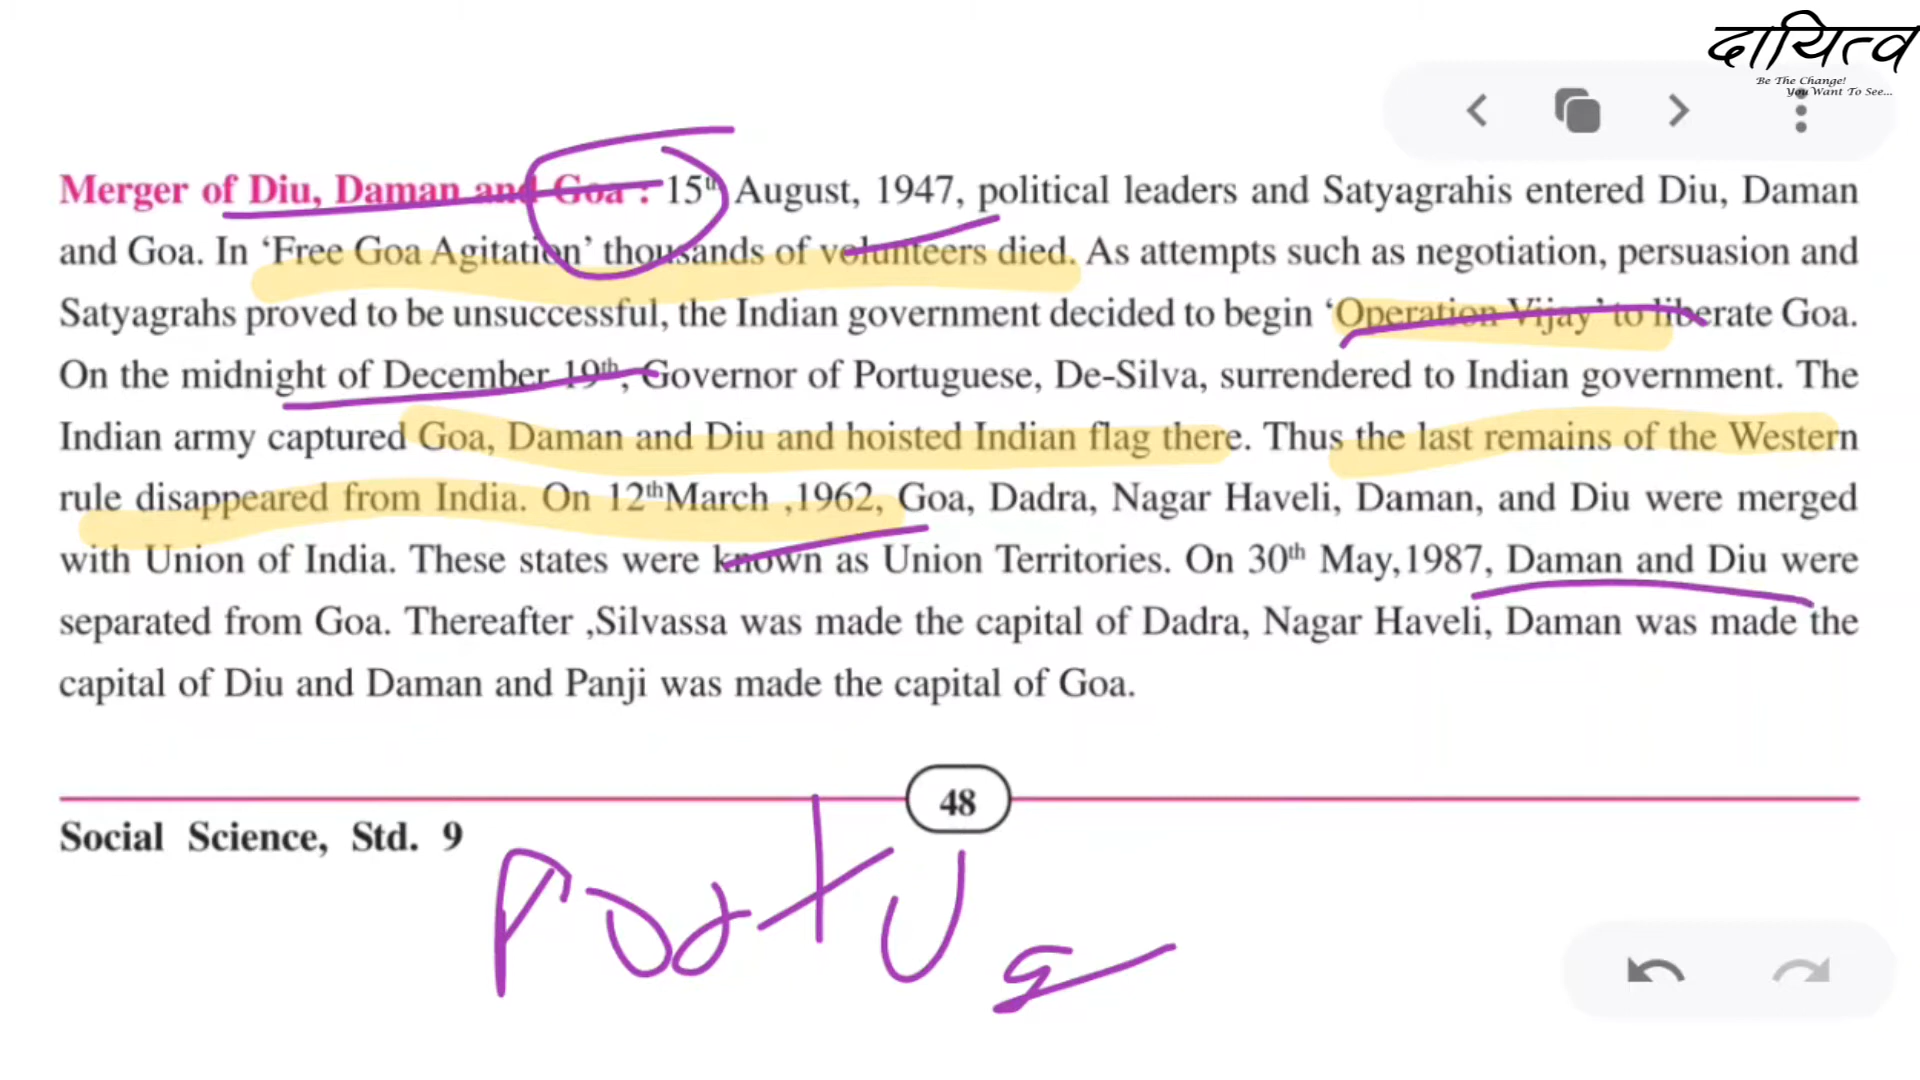 दायित्व
Be The Change!
You Want To See...
Merger of Diu, Daman and Goa : 15th August, 1947, political leaders and Satyagrahis entered Diu, Daman
and Goa. In ‘Free Goa Agitation’ thousands of volunteers died. As attempts such as negotiation, persuasion and
Satyagrahs proved to be unsuccessful, the Indian government decided to begin ‘Operation Vijay’ to liberate Goa.
On the midnight of December 19th, Governor of Portuguese, De-Silva, surrendered to Indian government. The
Indian army captured Goa, Daman and Diu and hoisted Indian flag there. Thus the last remains of the Western
rule disappeared from India. On 12thMarch ,1962, Goa, Dadra, Nagar Haveli, Daman, and Diu were merged
with Union of India. These states were known as Union Territories. On 30th May,1987, Daman and Diu were
separated from Goa. Thereafter ,Silvassa was made the capital of Dadra, Nagar Haveli, Daman was made the
capital of Diu and Daman and Panji was made the capital of Goa.
48
Social Science, Std. 9